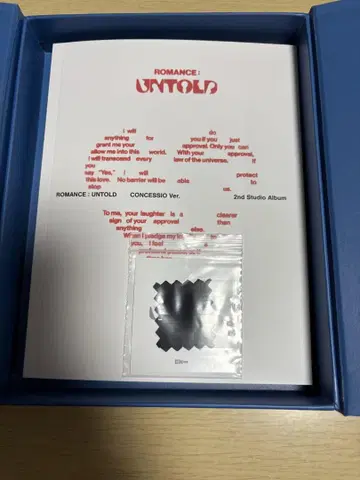 ROMANCE :
UNTOLD
i will do
anything for you if you just
grant me your approval. Only you can
allow me into this world. With your approval,
I will transcend every law of the universe. If
you
say "Yes," I will protect
this love. No barrier will be able to
stop us.
ROMANCE : UNTOLD CONCESSIO Ver. 2nd Studio Album
To me, your laughter is a clearer
sign of your approval than
anything else.
When I
you, I feel a